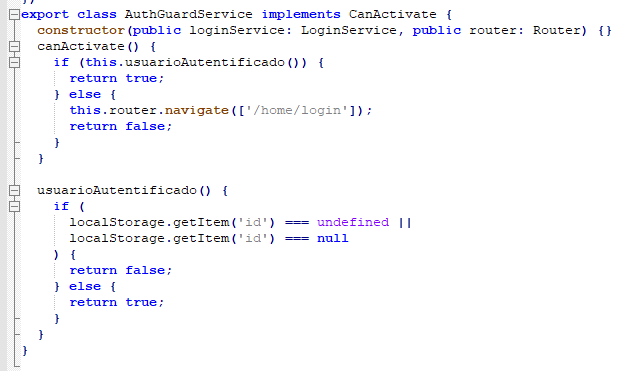 })
export class AuthGuardService implements CanActivate {
constructor(public loginService: LoginService, public router: Router) {}
canActivate() {
if (this.usuarioAutentificado()) {
return true;
} else {
this.router.navigate(['/home/login']);
return false;
}
}
usuarioAutentificado() {
if (
localStorage.getItem('id') === undefined ||
localStorage.getItem('id') === null
) {
return false;
} else {
return true;
}
}
}